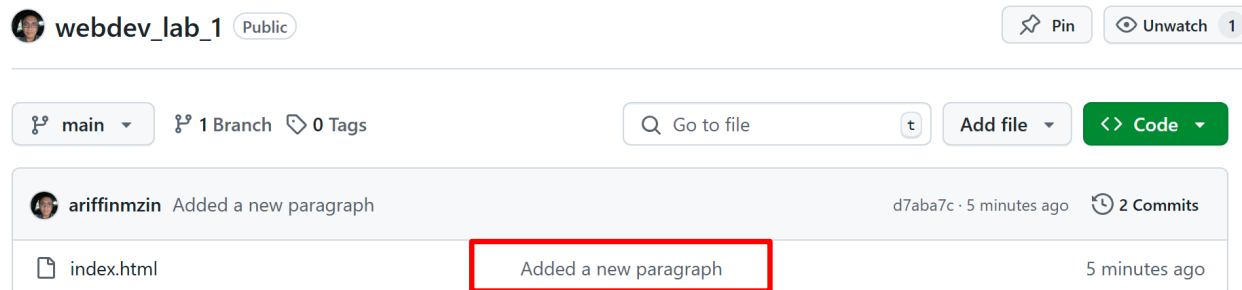 webdev_lab_1 Public Pin Unwatch 1
main 1 Branch 0 Tags Go to file t Add file Code
ariffinmzin Added a new paragraph d7aba7c · 5 minutes ago 2 Commits
index.html Added a new paragraph 5 minutes ago